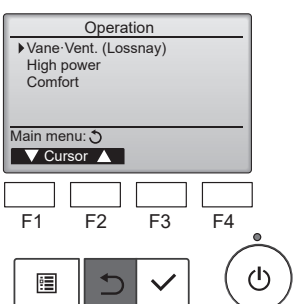 Operation
Vane·Vent. (Lossnay)
High power
Comfort
Main menu:
Cursor
F1 F2 F3 F4